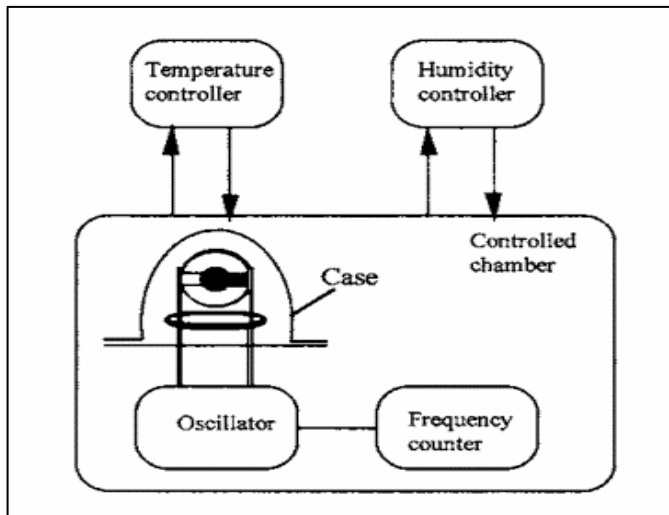 Temperature
controller
Humidity
controller
Controlled
chamber
Case
Oscillator
Frequency
counter